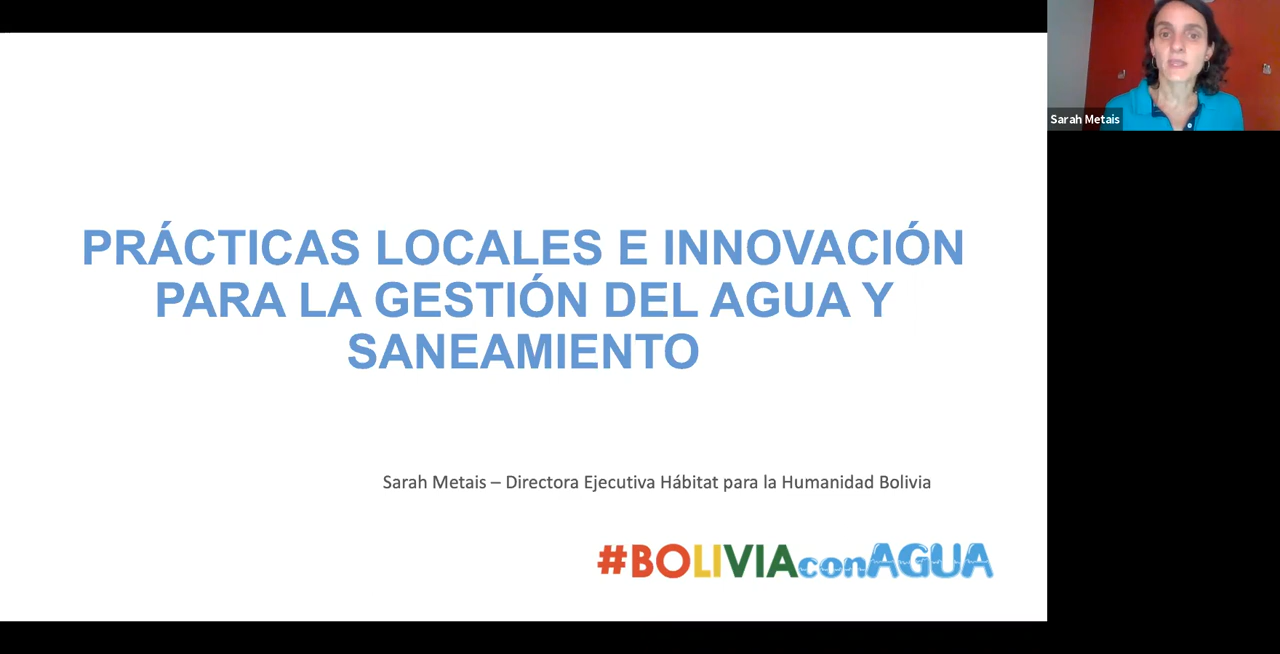 PRÁCTICAS LOCALES E INNOVACIÓN
PARA LA GESTIÓN DEL AGUA Y
SANEAMIENTO
Sarah Metais – Directora Ejecutiva Hábitat para la Humanidad Bolivia
#BOLIVIAconAGUA
Sarah Metais